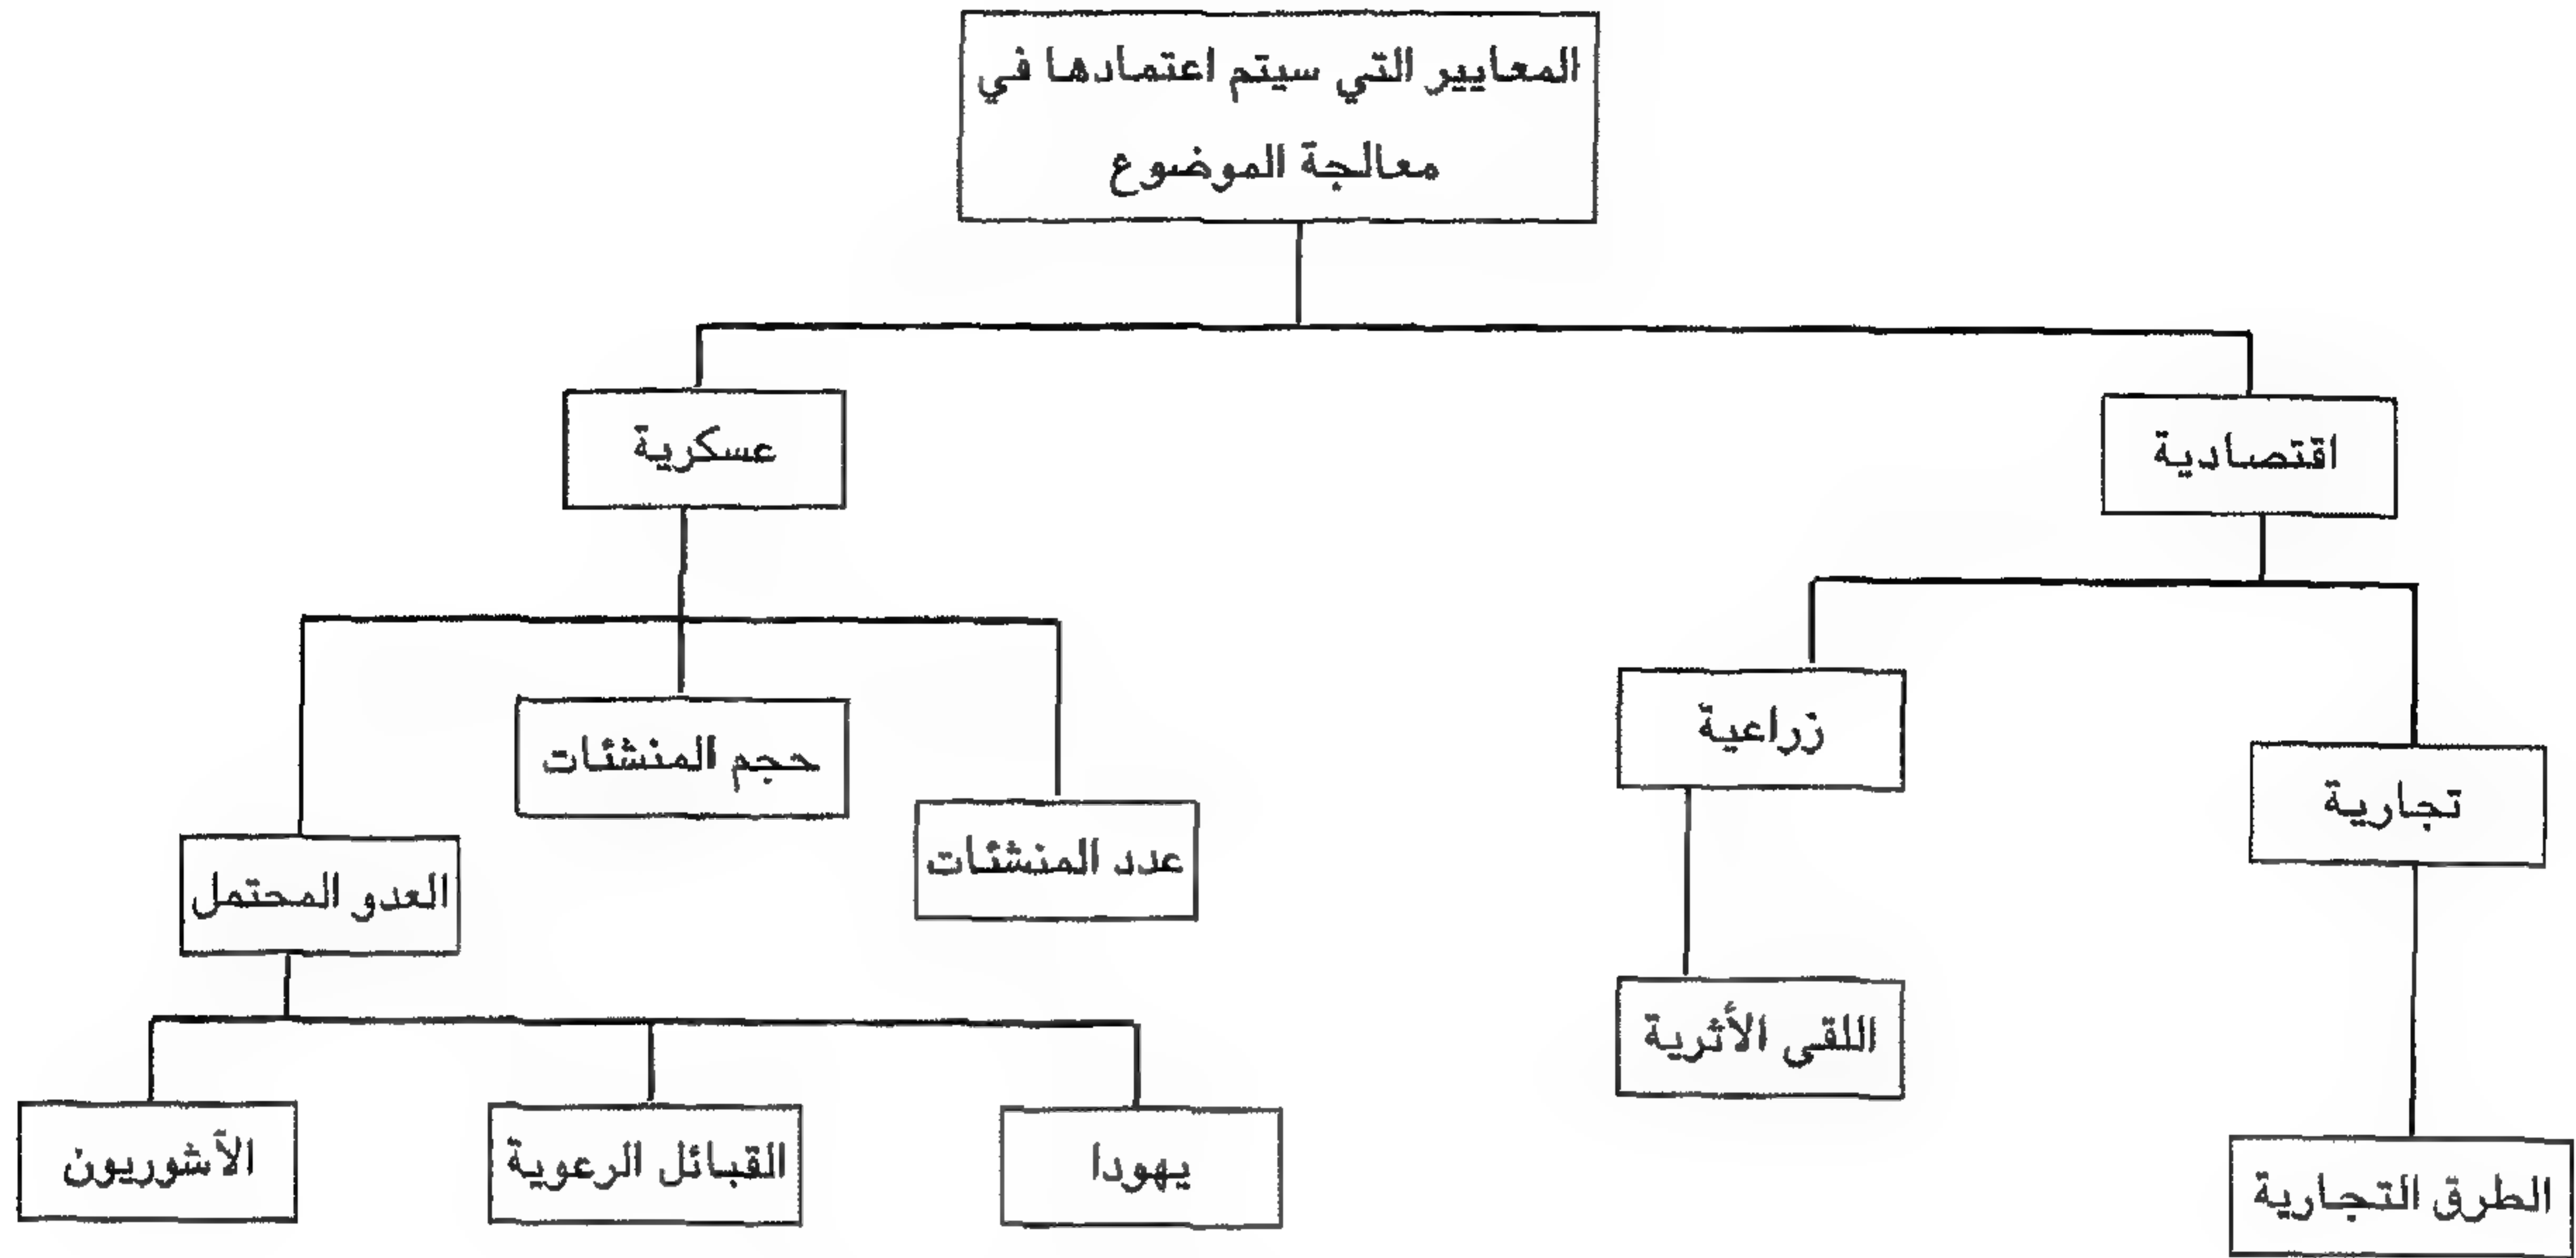 المعايير التي سيتم اعتمادها في
معالجة الموضوع
اقتصادية
عسكرية
تجارية
زراعية
الطرق التجارية
اللقى الأثرية
عدد المنشئات
حجم المنشئات
العدو المحتمل
يهودا
القبائل الرعوية
الآشوريون